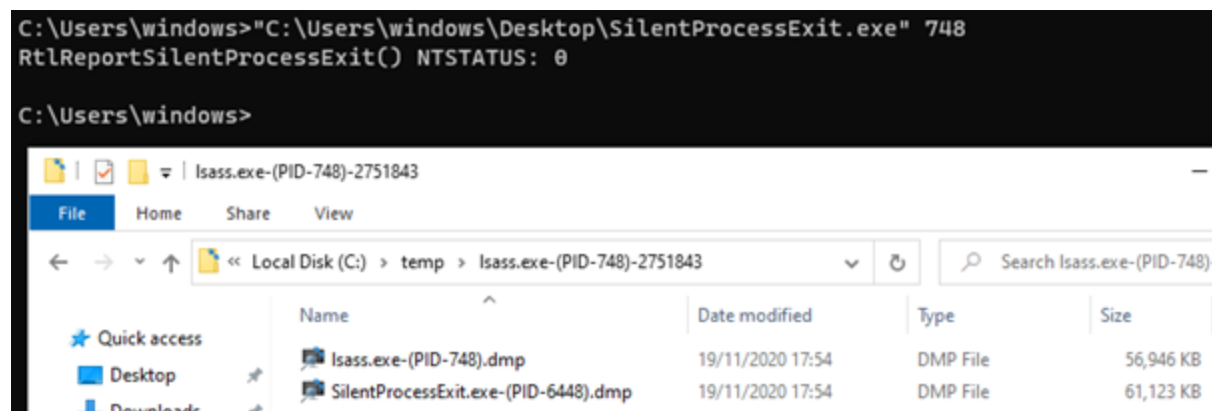 C:\Users\windows>"C:\Users\windows\Desktop\SilentProcessExit.exe" 748
RtlReportSilentProcessExit() NTSTATUS: 0
C:\Users\windows>
lsass.exe-(PID-748)-2751843
File Home Share View
« Local Disk (C:) > temp > lsass.exe-(PID-748)-2751843 Search lsass.exe-(PID-748)-
Name Date modified Type Size
Quick access
lsass.exe-(PID-748).dmp 19/11/2020 17:54 DMP File 56,946 KB
Desktop
SilentProcessExit.exe-(PID-6448).dmp 19/11/2020 17:54 DMP File 61,123 KB
Downloads